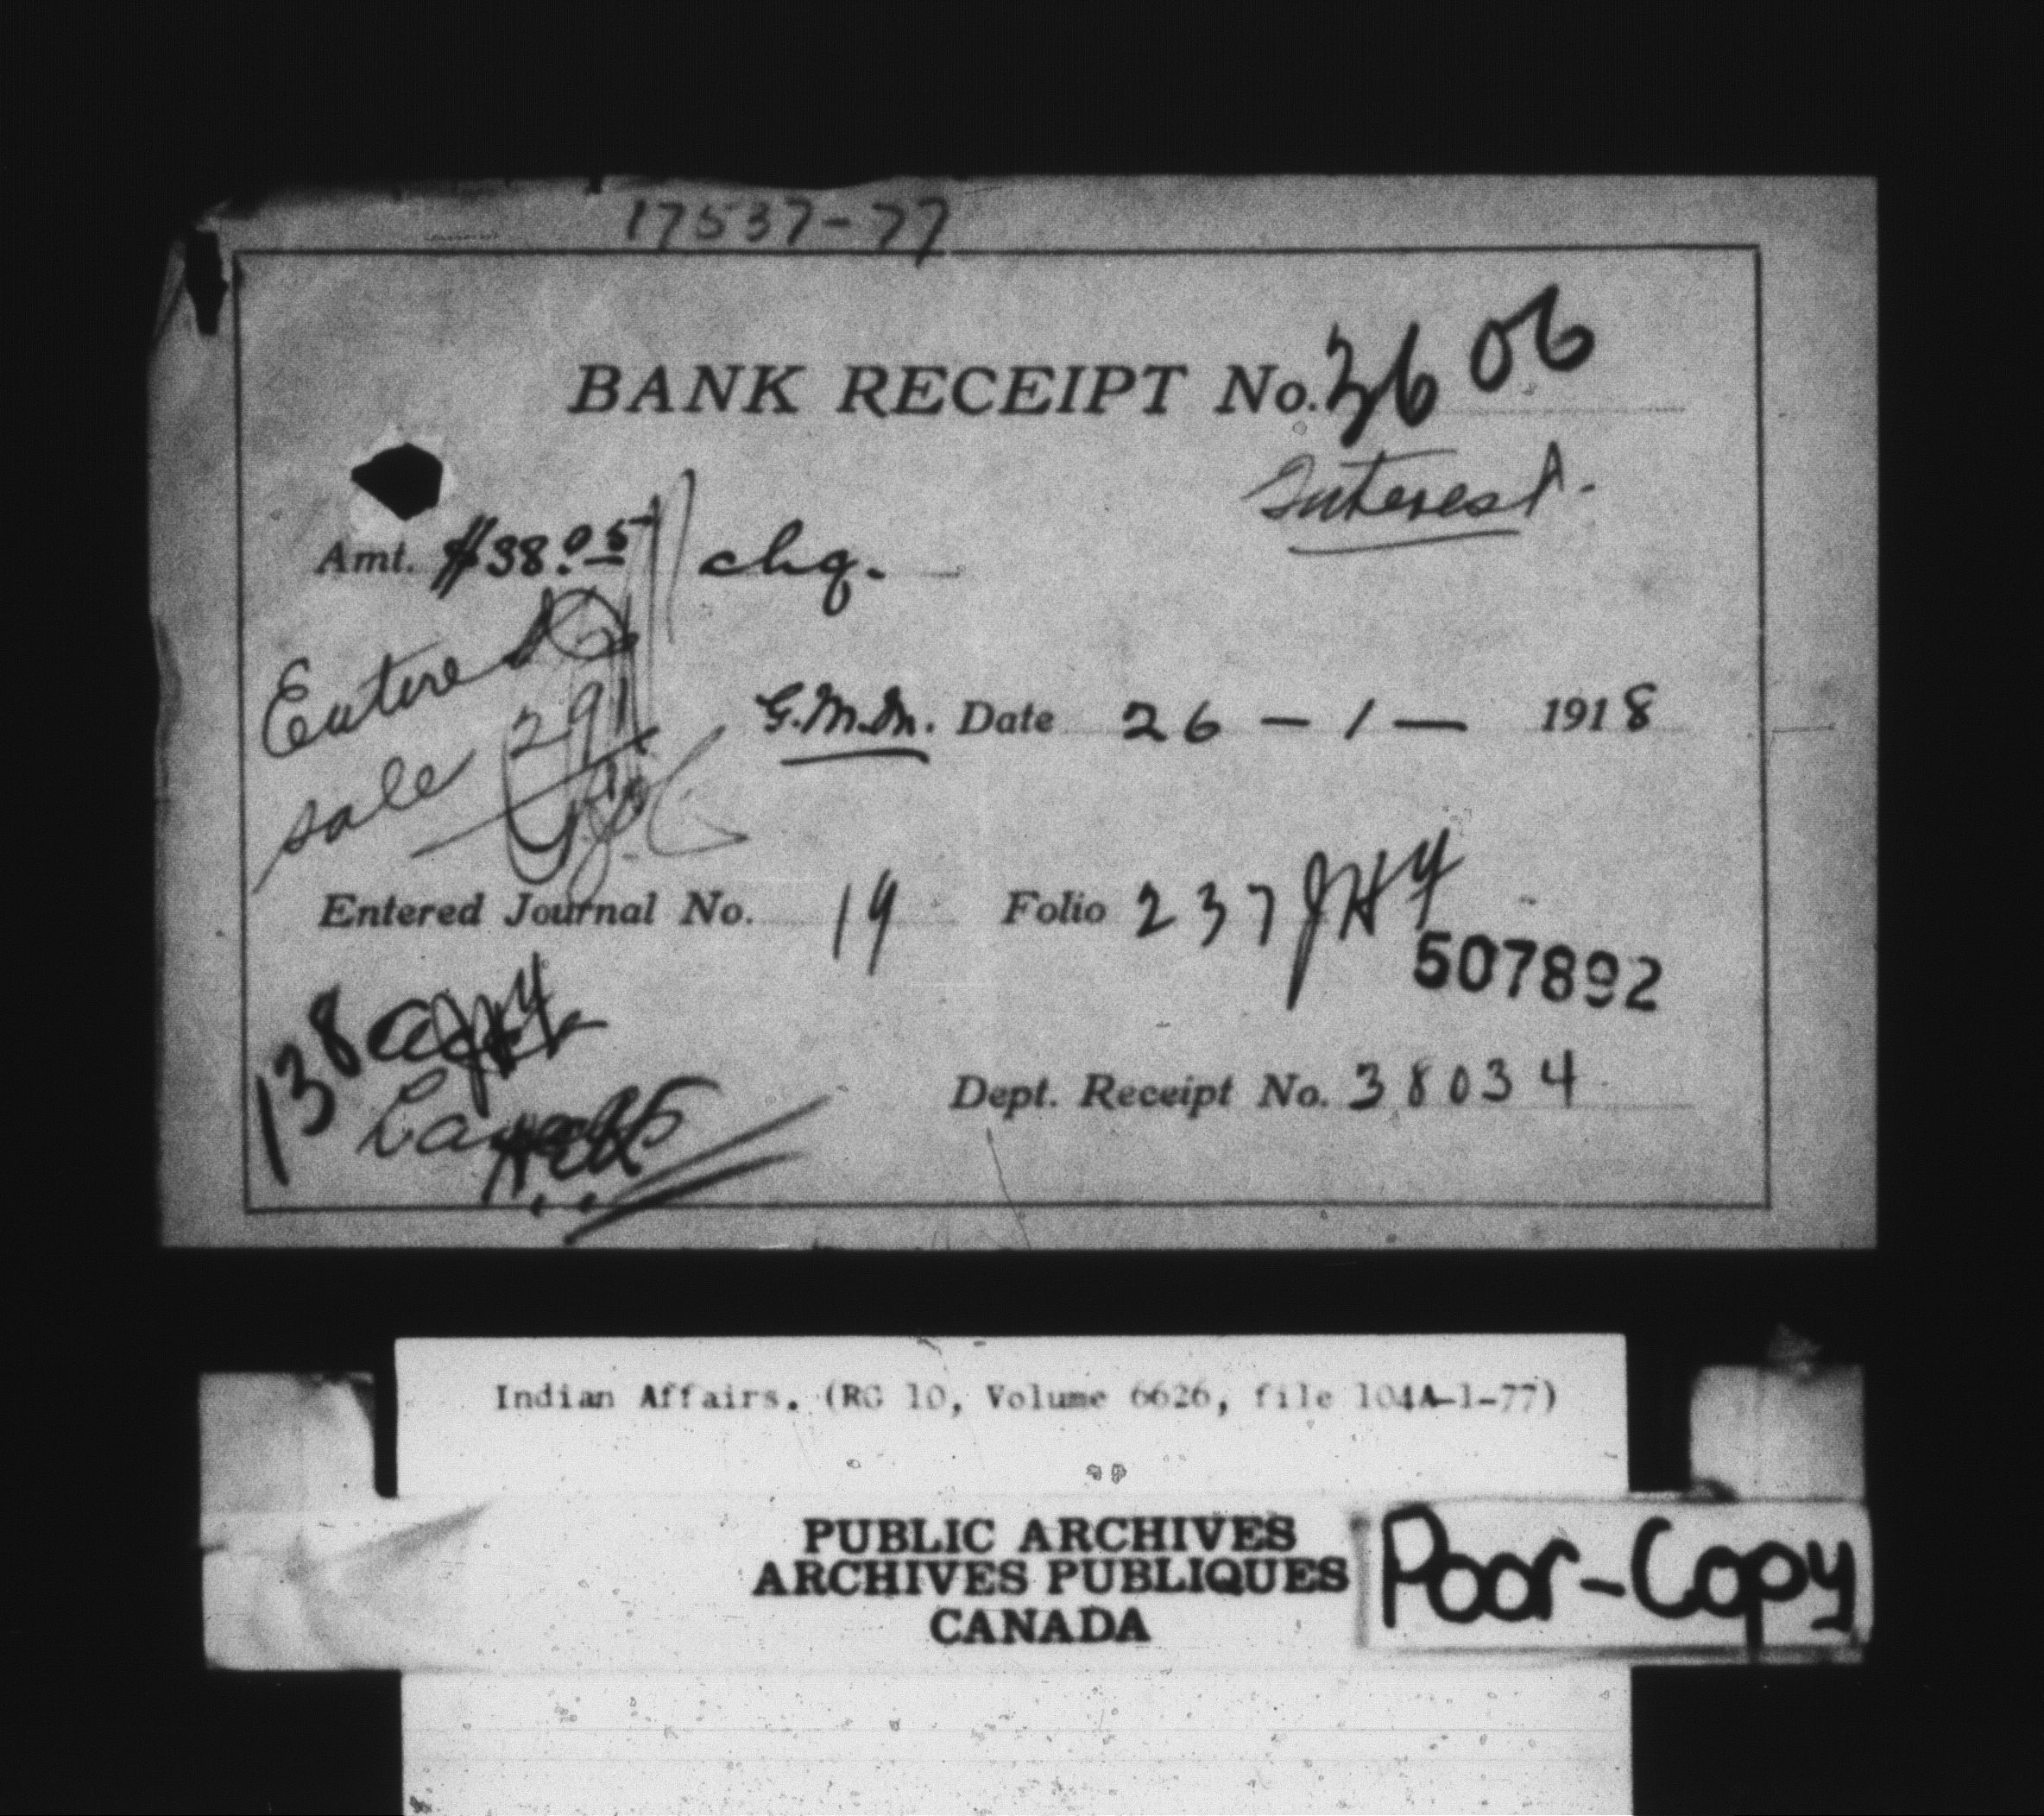 17537-77
BANK RECEIPT No. 3606
Interest.
Amt. $38.05 chq.
Entered
sale 291
G.M.M. Date 26 - 1 - 1918
Entered Journal No. 19 Folio 237 JHY
507892
138
Dept. Receipt No. 38034
Indian Affairs. (RG 10, Volume 6626, file 104A-1-77)
PUBLIC ARCHIVES
ARCHIVES PUBLIQUES
CANADA
Poor-Copy